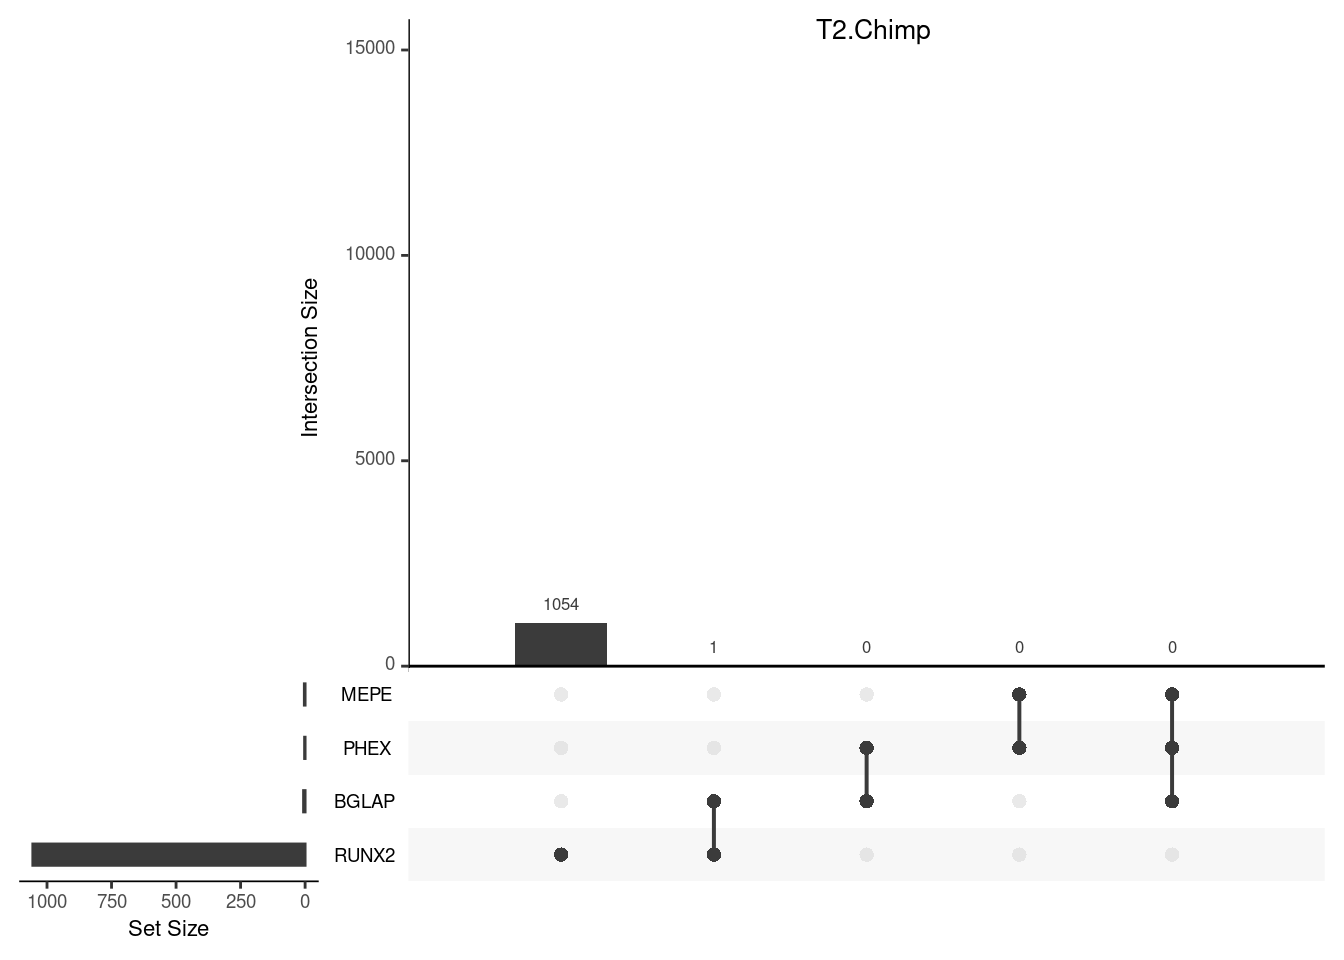 T2.Chimp
15000
10000
5000
0
Intersection Size
1054
1
0
0
0
MEPE
PHEX
BGLAP
RUNX2
1000 750 500 250 0
Set Size